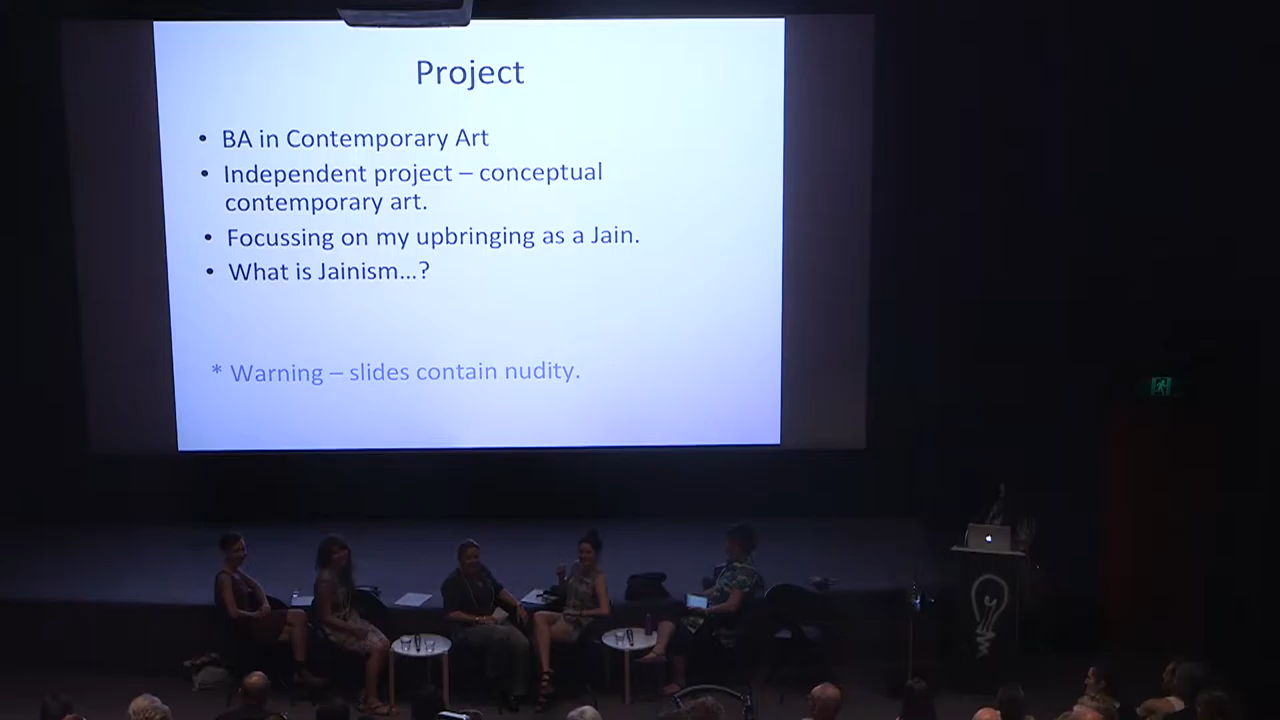 Project
• BA in Contemporary Art
• Independent project – conceptual
contemporary art.
• Focussing on my upbringing as a Jain.
• What is Jainism...?
* Warning – slides contain nudity.